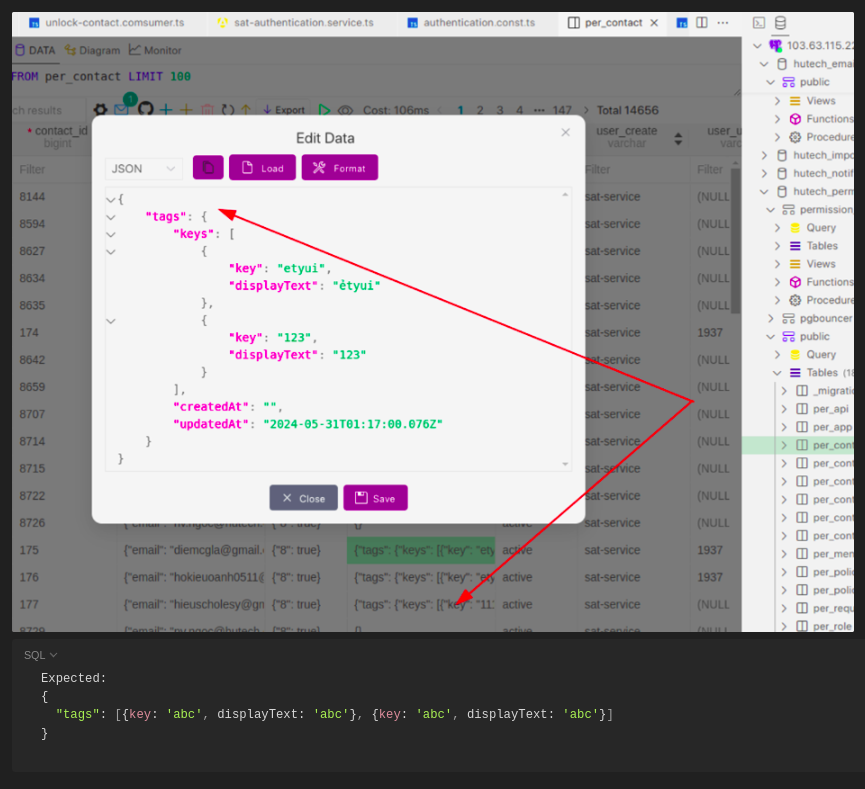 unlock-contact.comsumer.ts
sat-authentication.service.ts
authentication.const.ts
per_contact
DATA
Diagram
Monitor
FROM per_contact LIMIT 100
ch results
1
Export
Cost: 106ms
1 2 3 4 ••• 147
Total 14656
* contact_id
bigint
user_create
varchar
user_u
varc
Filter
Filter
Filter
Edit Data
JSON
Load
Format
{
"tags": {
"keys": [
{
"key": "etyui",
"displayText": "ẻtyui"
},
{
"key": "123",
"displayText": "123"
}
],
"createdAt": "",
"updatedAt": "2024-05-31T01:17:00.076Z"
}
}
Close
Save
8144 sat-service (NULL
8594 sat-service (NULL
8627 sat-service (NULL
8634 sat-service (NULL
8635 sat-service (NULL
174 sat-service 1937
8642 sat-service (NULL
8659 sat-service (NULL
8707 sat-service (NULL
8714 sat-service (NULL
8715 sat-service (NULL
8722 sat-service (NULL
8726 {"email": "nv.ngoc@hutech. {"8": true} {} active sat-service (NULL
175 {"email": "diemcgla@gmail. {"8": true} {"tags": {"keys": [{"key": "ety active sat-service 1937
176 {"email": "hokieuoanh0511@ {"8": true} {"tags": {"keys": [{"key": "ety active sat-service 1937
177 {"email": "hieuscholesy@gm {"8": true} {"tags": {"keys": [{"key": "11 active sat-service (NULL
8729 {"email": "nv.ngoc@hutech. {"8": true} {} active sat-service (NULL
103.63.115.22
hutech_emai
public
Views
Functions
Procedure
hutech_impo
hutech_notif
hutech_perm
permission_
Query
Tables
Views
Functions
Procedure
pgbouncer
public
Query
Tables (18
_migratio
per_api
per_app
per_cont
per_cont
per_cont
per_cont
per_cont
per_cont
per_men
per_polic
per_polic
per_requ
per_role
SQL
Expected:
{
"tags": [{key: 'abc', displayText: 'abc'}, {key: 'abc', displayText: 'abc'}]
}